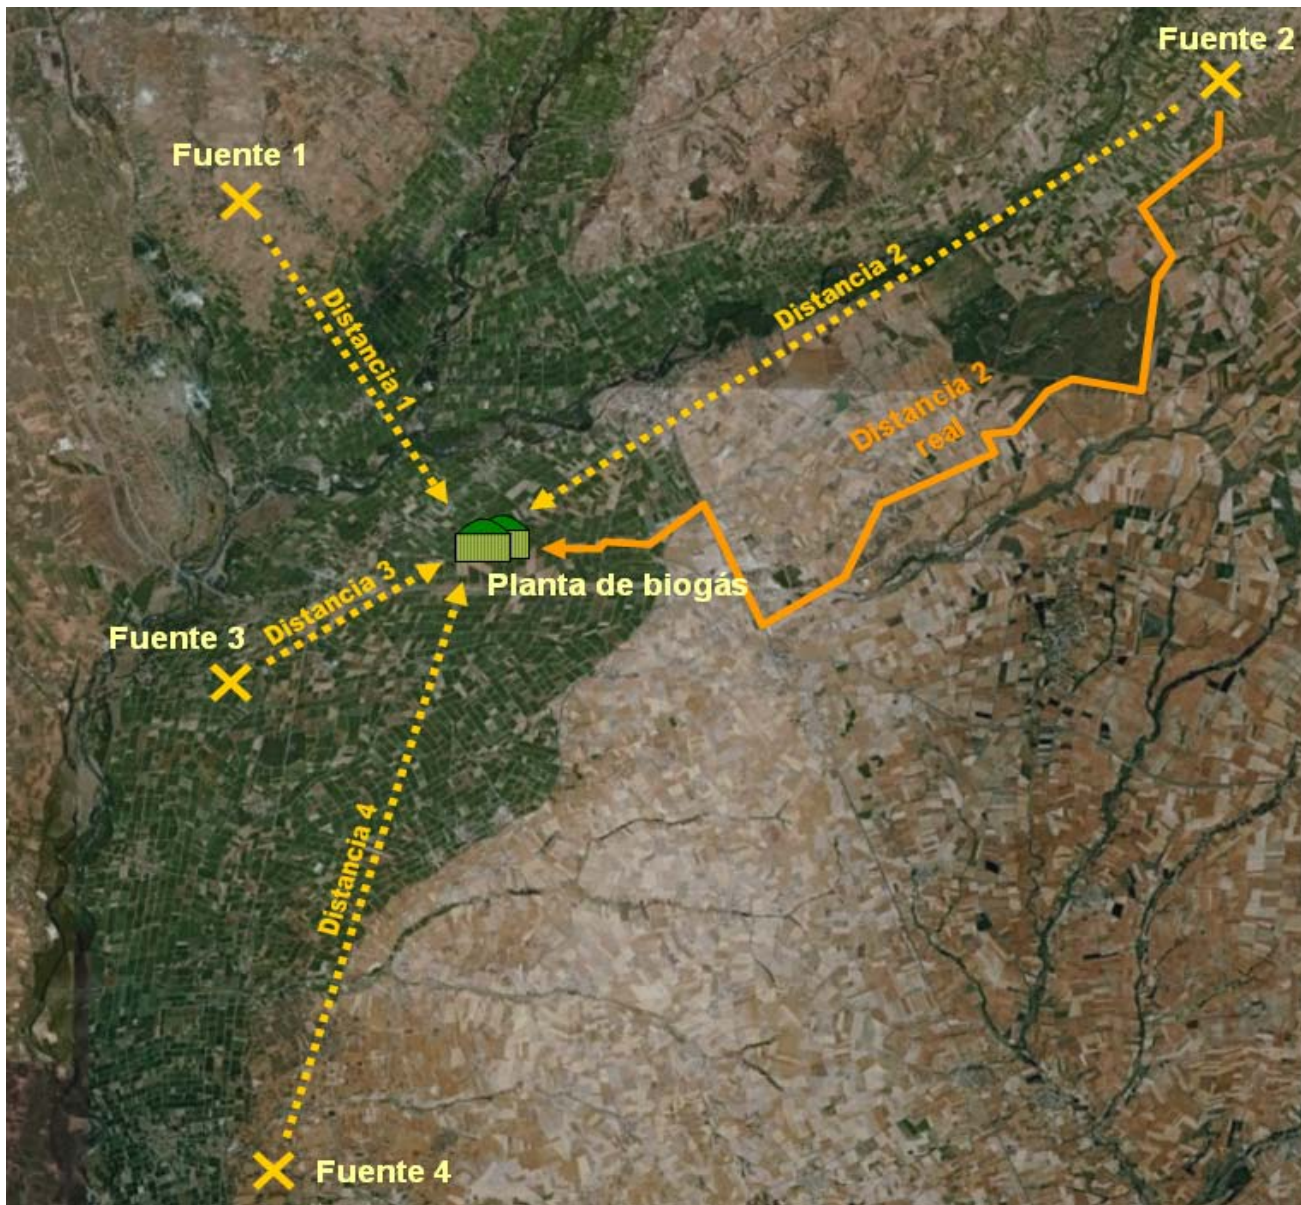 Fuente 2
Fuente 1
Distancia 2
Distancia 1
Distancia 2
real
Distancia 3
Planta de biogás
Fuente 3
Distancia 4
Fuente 4